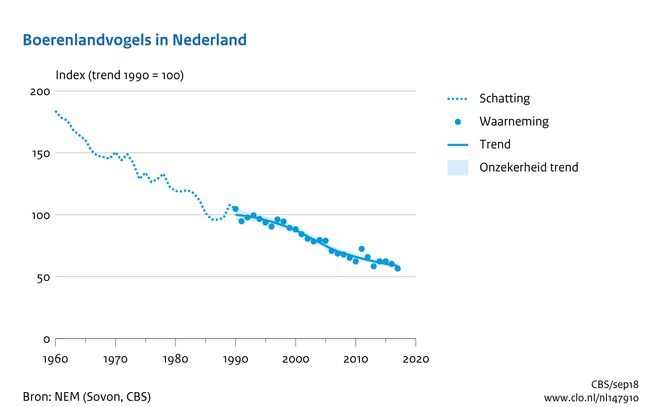 Boerenlandvogels in Nederland
Index (trend 1990 = 100)
200
150
100
50
0
1960 1970 1980 1990 2000 2010 2020
Schatting
Waarneming
Trend
Onzekerheid trend
Bron: NEM (Sovon, CBS)
CBS/sep18
www.clo.nl/nl147910